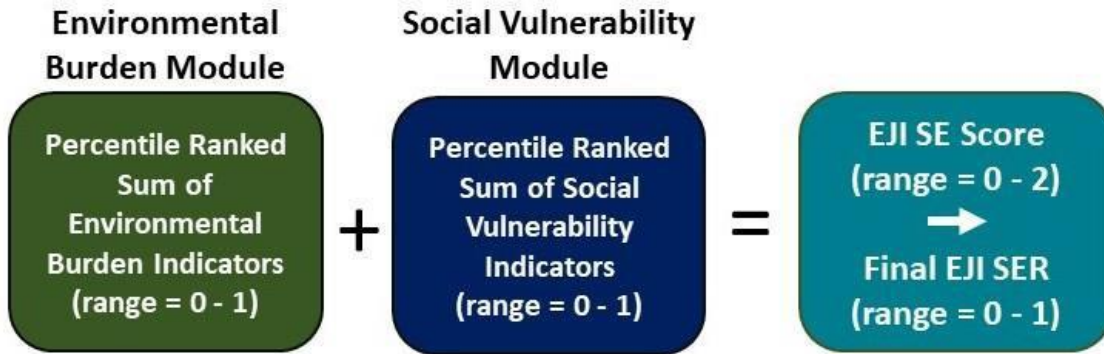 Environmental
Burden Module
Percentile Ranked
Sum of
Environmental
Burden Indicators
(range = 0 - 1)
+
Social Vulnerability
Module
Percentile Ranked
Sum of Social
Vulnerability
Indicators
(range = 0 - 1)
=
EJI SE Score
(range = 0 - 2)
Final EJI SER
(range = 0 - 1)